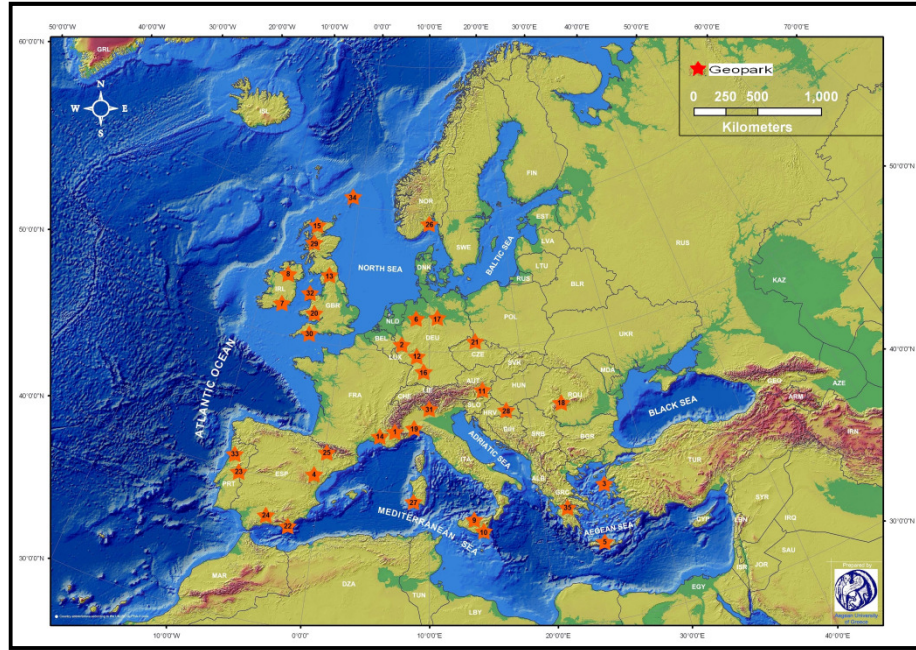 50°0'0"W 40°0'0"W 30°0'0"W 20°0'0"W 10°0'0"W 0°0'0" 10°0'0"E 20°0'0"E 30°0'0"E 40°0'0"E 50°0'0"E 60°0'0"E 70°0'0"E
60°0'0"N
GRL
N
W E
S
ISL
Geopark
0 250 500 1,000
Kilometers
50°0'0"N
50°0'0"N
34
NOR
FIN
15
26
29
SWE
EST
LVA
RUS
BALTIC SEA
NORTH SEA
8
13
IRL
DNK
LTU
KAZ
32
7
GBR
RUS
BLR
20
6 17
NLD
POL
30
2
BEL
DEU
21
UKR
CZE
LUX
12
SVK
40°0'0"N
40°0'0"N
ATLANTIC OCEAN
16
MDA
FRA
LIE
AUT
HUN
CHE
11
ROU
SLO
18
31
HRV
28
GEO
AZE
BLACK SEA
ARM
BIH
SRB
19
1
14
BGR
IRN
ADRIATIC SEA
33
25
ITA
23
4
ESP
PRT
ALB
TUR
3
GRC
27
35
SYR
MEDITERRANEAN SEA
24
22
9
10
AEGEAN SEA
CYP
IRQ
30°0'0"N
5
30°0'0"N
ISR
JOR
SAU
MAR
DZA
TUN
LBY
EGY
Prepared by
Aegean University
of Greece
10°0'0"W 0°0'0" 10°0'0"E 20°0'0"E 30°0'0"E 40°0'0"E